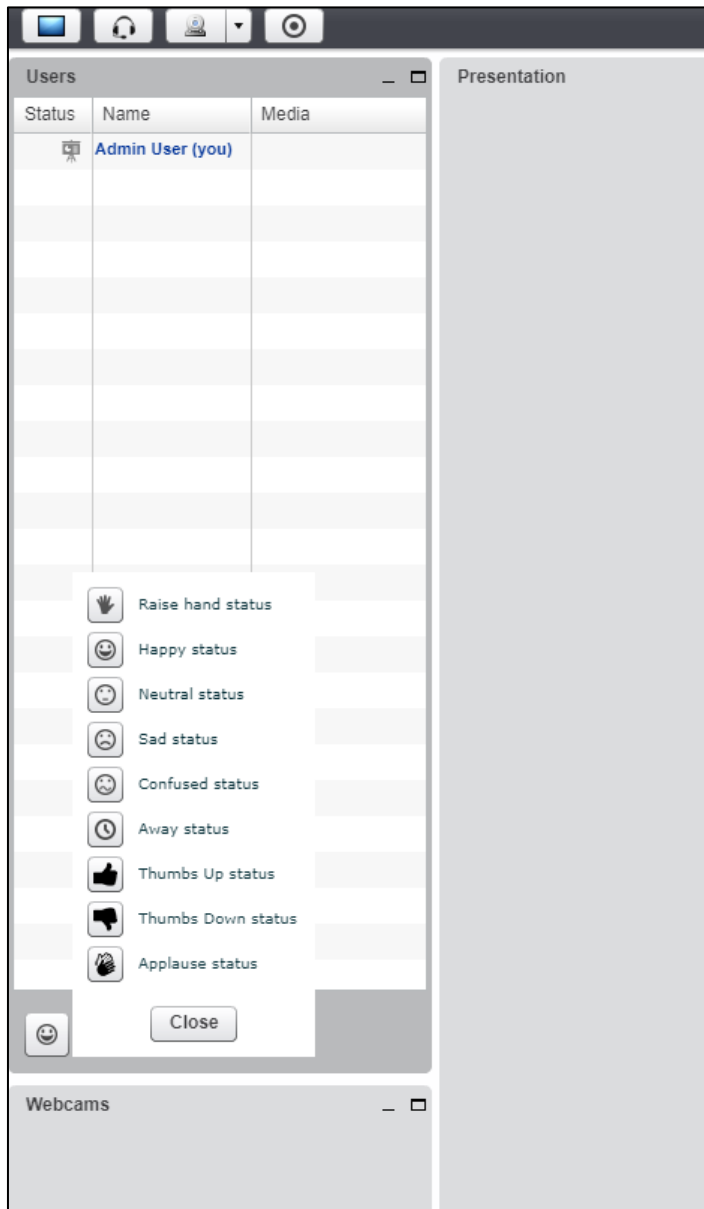 Users
Presentation
Status Name Media
Admin User (you)
Raise hand status
Happy status
Neutral status
Sad status
Confused status
Away status
Thumbs Up status
Thumbs Down status
Applause status
Close
Webcams